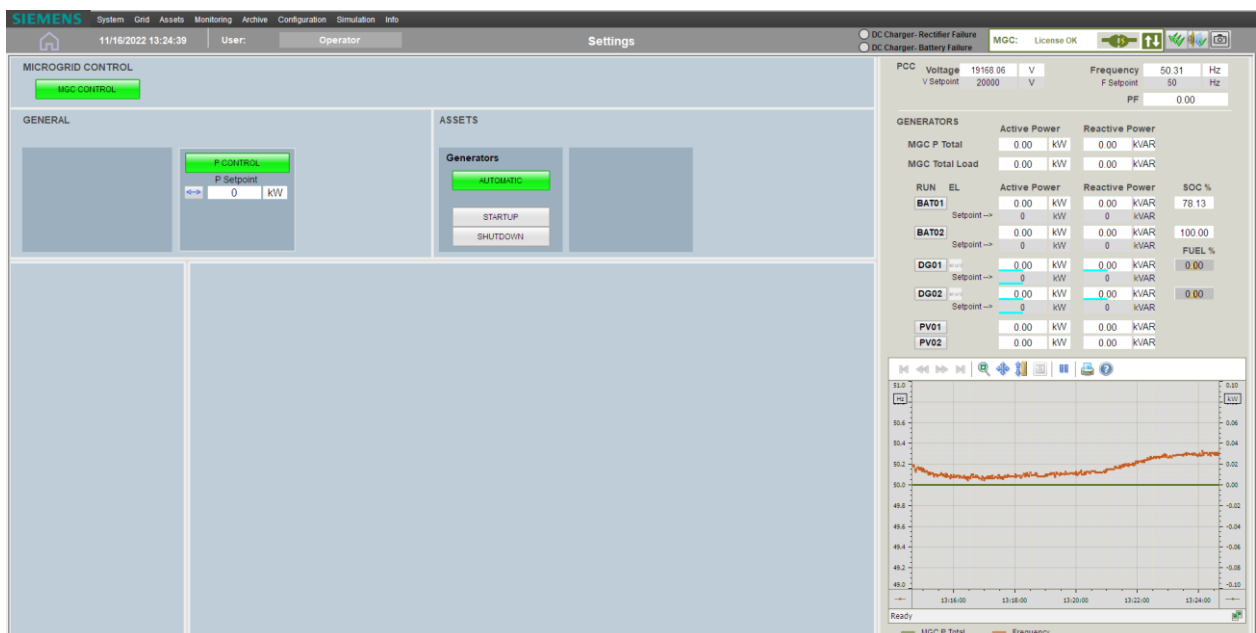 SIEMENS System Grid Assets Monitoring Archive Configuration Simulation Info
11/16/2022 13:24:39 User: Operator Settings
DC Charger- Rectifier Failure
DC Charger- Battery Failure
MGC: License OK
MICROGRID CONTROL
MGC CONTROL
GENERAL
P CONTROL
P Setpoint
0 kW
ASSETS
Generators
AUTOMATIC
STARTUP
SHUTDOWN
PCC Voltage 19168.06 V Frequency 50.31 Hz
V Setpoint 20000 V F Setpoint 50 Hz
PF 0.00
GENERATORS Active Power Reactive Power
MGC P Total 0.00 kW 0.00 kVAR
MGC Total Load 0.00 kW 0.00 kVAR
RUN EL Active Power Reactive Power SOC %
BAT01 0.00 kW 0.00 kVAR 78.13
Setpoint --> 0 kW 0 kVAR
BAT02 0.00 kW 0.00 kVAR 100.00
Setpoint --> 0 kW 0 kVAR FUEL %
DG01 0.00 kW 0.00 kVAR 0.00
Setpoint --> 0 kW 0 kVAR
DG02 0.00 kW 0.00 kVAR 0.00
Setpoint --> 0 kW 0 kVAR
PV01 0.00 kW 0.00 kVAR
PV02 0.00 kW 0.00 kVAR
51.0 0.10
Hz kW
50.6 0.06
50.4 0.04
50.2 0.02
50.0 0.00
49.8 -0.02
49.6 -0.04
49.4 -0.06
49.2 -0.08
49.0 -0.10
13:16:00 13:18:00 13:20:00 13:22:00 13:24:00
Ready
MGC P Total Frequency